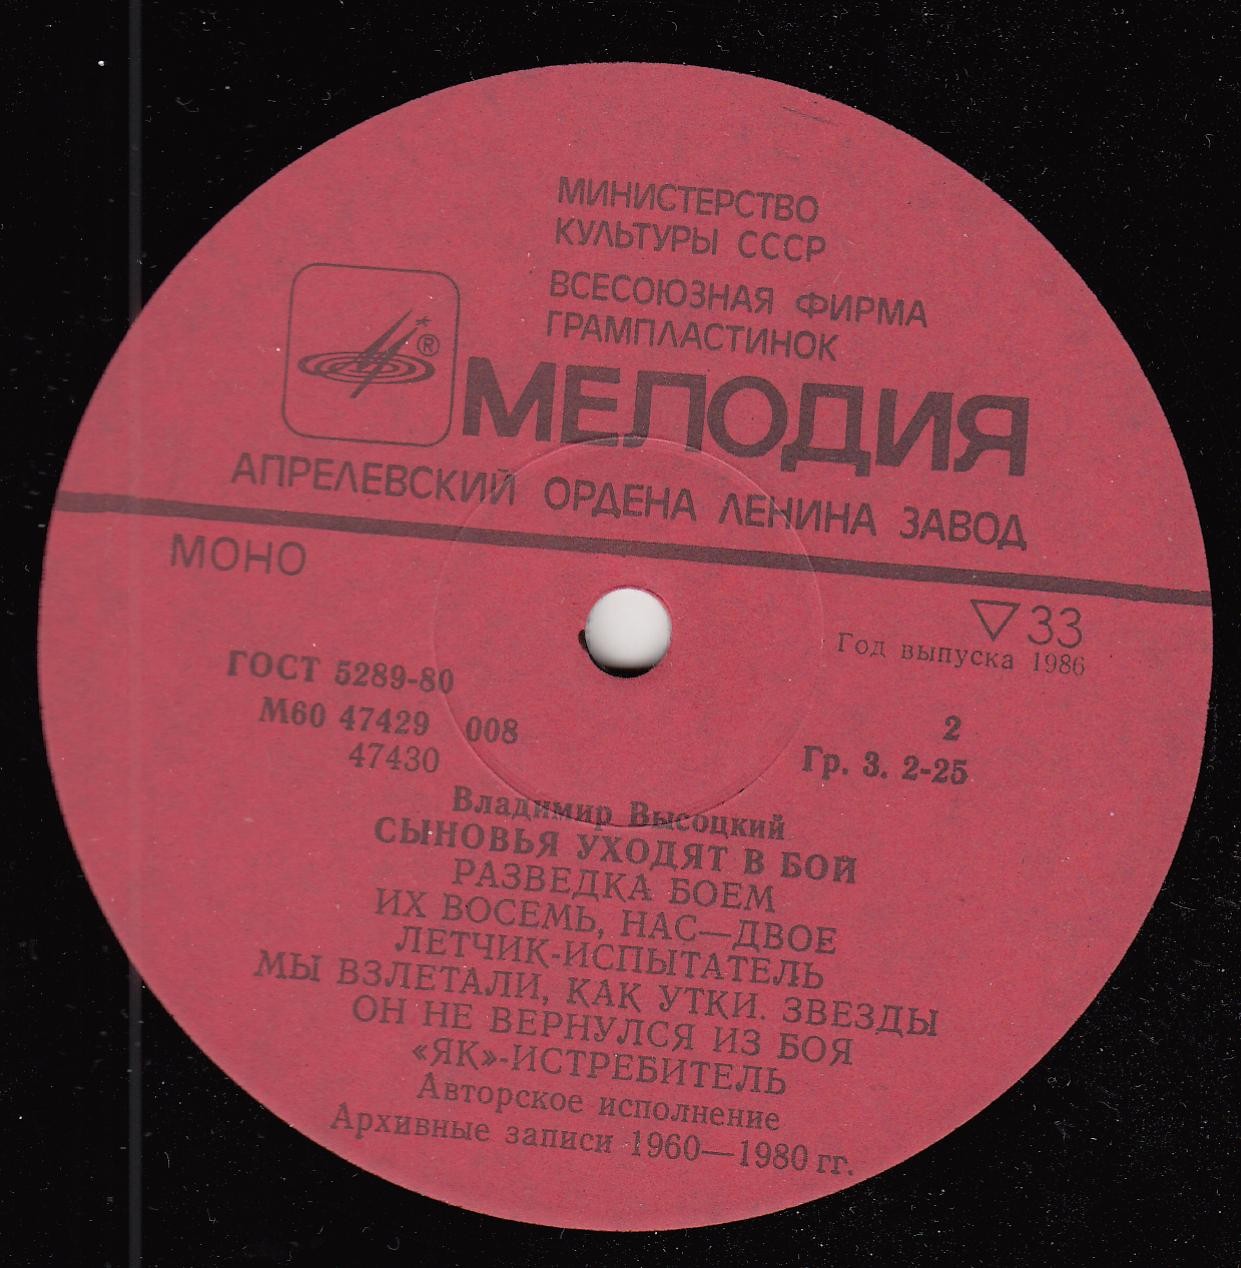 МИНИСТЕРСТВО
КУЛЬТУРЫ СССР
ВСЕСОЮЗНАЯ ФИРМА
ГРАМПЛАСТИНОК
®
МЕЛОДИЯ
АПРЕЛЕВСКИЙ ОРДЕНА ЛЕНИНА ЗАВОД
МОНО
▽33
Год выпуска 1986
ГОСТ 5289-80
М60 47429 008
47430
2
Гр. 3. 2-25
Владимир Высоцкий
СЫНОВЬЯ УХОДЯТ В БОЙ
РАЗВЕДКА БОЕМ
ИХ ВОСЕМЬ, НАС—ДВОЕ
ЛЕТЧИК-ИСПЫТАТЕЛЬ
МЫ ВЗЛЕТАЛИ, КАК УТКИ. ЗВЕЗДЫ
ОН НЕ ВЕРНУЛСЯ ИЗ БОЯ
«ЯК»-ИСТРЕБИТЕЛЬ
Авторское исполнение
Архивные записи 1960—1980 гг.